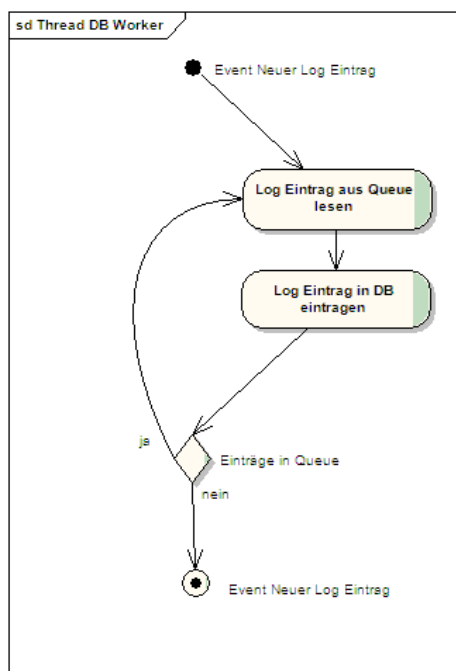 sd Thread DB Worker
Event Neuer Log Eintrag
Log Eintrag aus Queue
lesen
Log Eintrag in DB
eintragen
ja
Einträge in Queue
nein
Event Neuer Log Eintrag